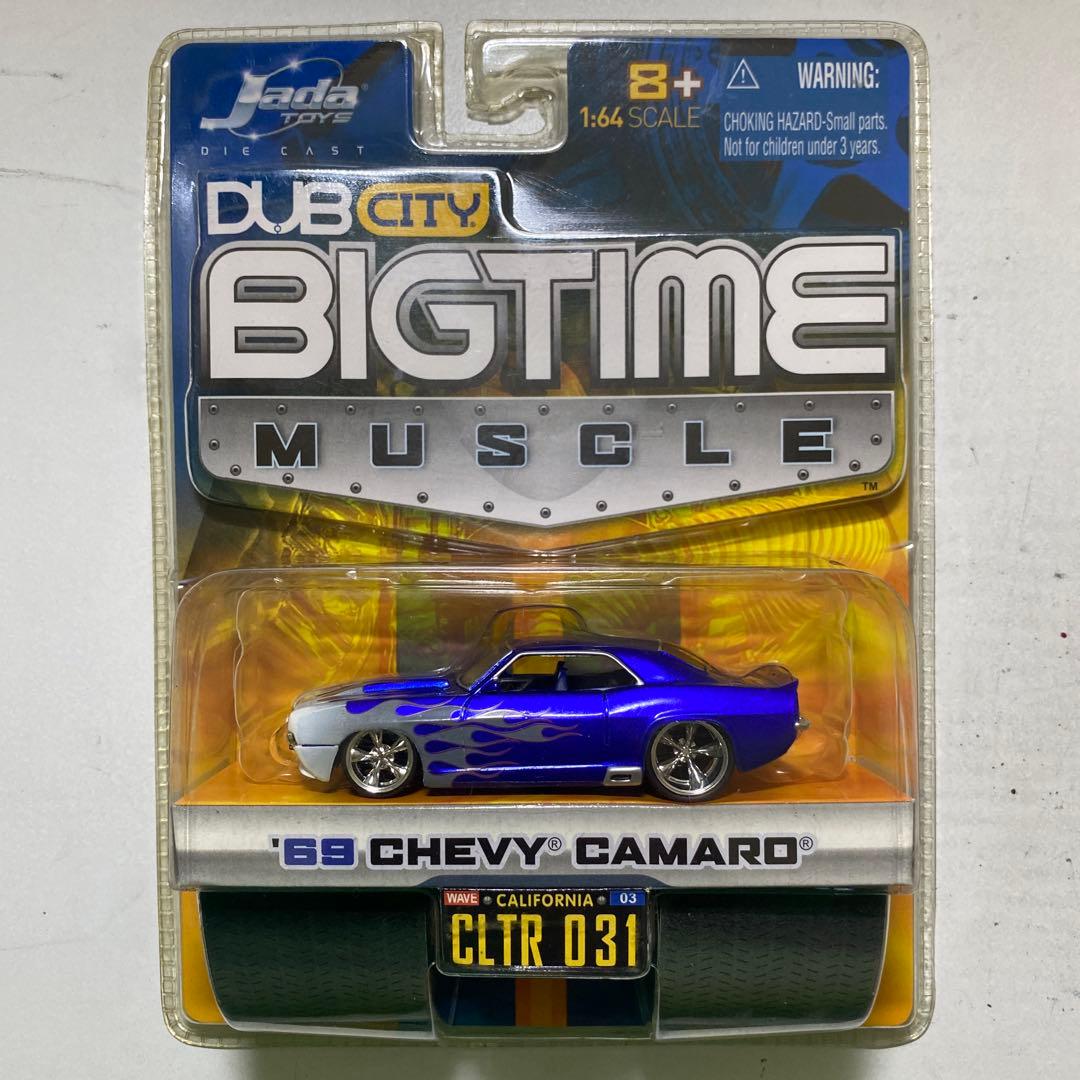 Jada®
TOYS
DIE CAST
8+
1:64 SCALE
⚠ WARNING:
CHOKING HAZARD-Small parts.
Not for children under 3 years.
DUB CITY®
BIGTIME
MUSCLE
TM
'69 CHEVY® CAMARO®
WAVE • CALIFORNIA • 03
CLTR 031